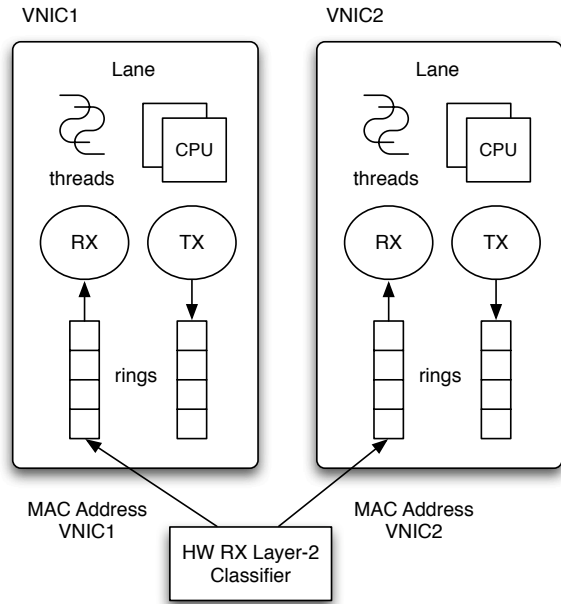 VNIC1
VNIC2
Lane
Lane
CPU
CPU
threads
threads
RX
TX
RX
TX
rings
rings
MAC Address
VNIC1
MAC Address
VNIC2
HW RX Layer-2
Classifier